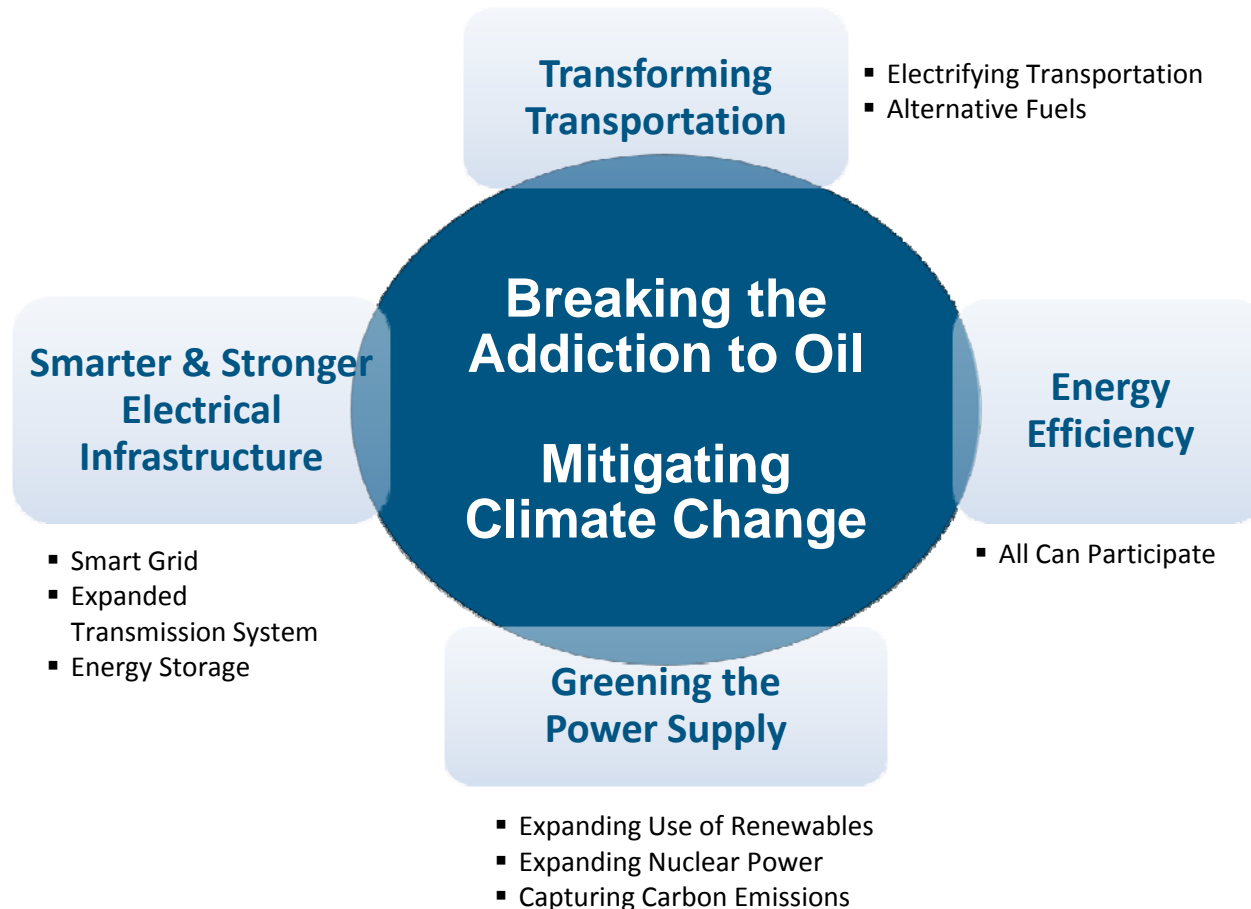 Transforming
Transportation
▪ Electrifying Transportation
▪ Alternative Fuels
Breaking the
Addiction to Oil
Mitigating
Climate Change
Smarter & Stronger
Electrical
Infrastructure
▪ Smart Grid
▪ Expanded
Transmission System
▪ Energy Storage
Energy
Efficiency
▪ All Can Participate
Greening the
Power Supply
▪ Expanding Use of Renewables
▪ Expanding Nuclear Power
▪ Capturing Carbon Emissions